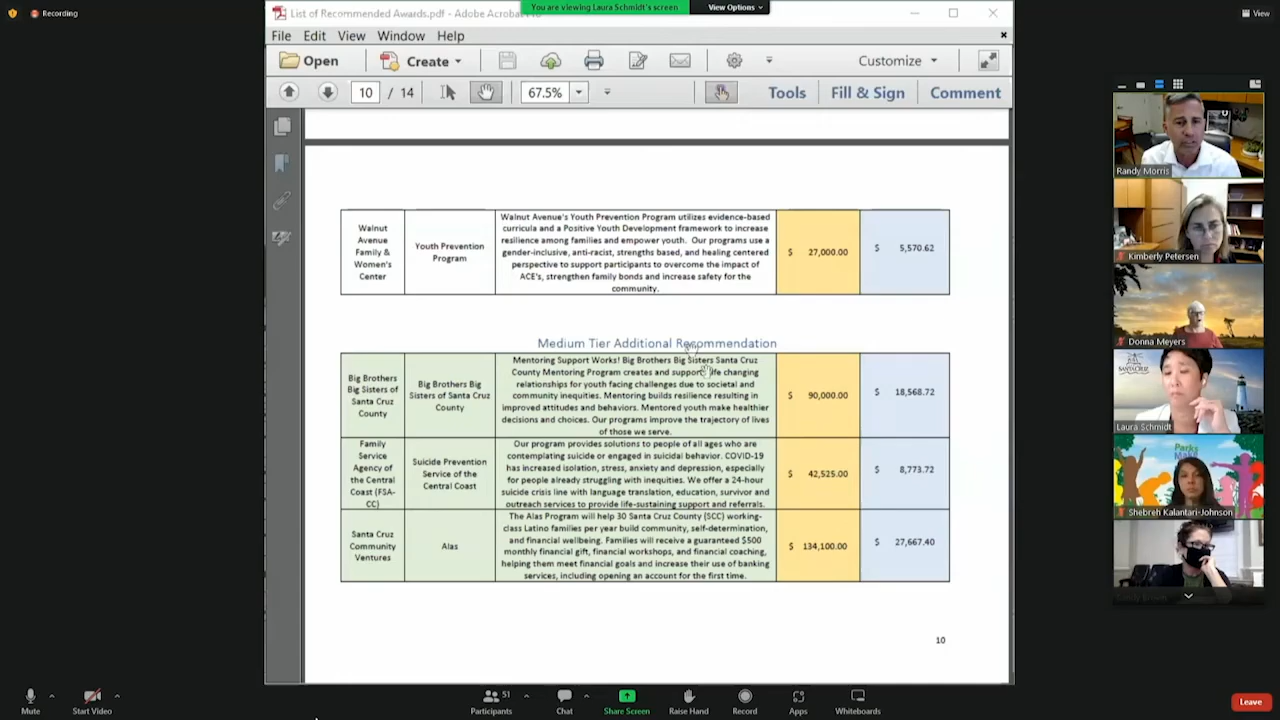 Recording
List of Recommended Awards.pdf - Adobe Acrobat
You are viewing Laura Schmidt's screen
View Options
View
File Edit View Window Help
Open
Create
Customize
10 / 14
67.5%
Tools
Fill & Sign
Comment
Walnut
Avenue
Family &
Women's
Center
Youth Prevention
Program
Walnut Avenue's Youth Prevention Program utilizes evidence-based
curricula and a Positive Youth Development framework to increase
resilience among families and empower youth. Our programs use a
gender-inclusive, anti-racist, strengths based, and healing centered
perspective to support participants to overcome the impact of
ACE's, strengthen family bonds and increase safety for the
community.
$ 27,000.00
$ 5,570.62
Medium Tier Additional Recommendation
Big Brothers
Big Sisters of
Santa Cruz
County
Big Brothers Big
Sisters of Santa Cruz
County
Mentoring Support Works! Big Brothers Big Sisters Santa Cruz
County Mentoring Program creates and support life changing
relationships for youth facing challenges due to societal and
community inequities. Mentoring builds resilience resulting in
improved attitudes and behaviors. Mentored youth make healthier
decisions and choices. Our programs improve the trajectory of lives
of those we serve.
$ 90,000.00
$ 18,568.72
Family
Service
Agency of
the Central
Coast (FSA-
CC)
Suicide Prevention
Service of the
Central Coast
Our program provides solutions to people of all ages who are
contemplating suicide or engaged in suicidal behavior. COVID-19
has increased isolation, stress, anxiety and depression, especially
for people already struggling with inequities. We offer a 24-hour
suicide crisis line with language translation, education, survivor and
outreach services to provide life-sustaining support and referrals.
$ 42,525.00
$ 8,773.72
Santa Cruz
Community
Ventures
Alas
The Alas Program will help 30 Santa Cruz County (SCC) working-
class Latino families per year build community, self-determination,
and financial wellbeing. Families will receive a guaranteed $500
monthly financial gift, financial workshops, and financial coaching,
helping them meet financial goals and increase their use of banking
services, including opening an account for the first time.
$ 134,100.00
$ 27,667.40
10
Randy Morris
Kimberly Petersen
Donna Meyers
SANTA CRUZ
Laura Schmidt
Parks
Shebreh Kalantari-Johnson
Mute
Start Video
Participants
51
Chat
Share Screen
Raise Hand
Record
Apps
Whiteboards
Leave